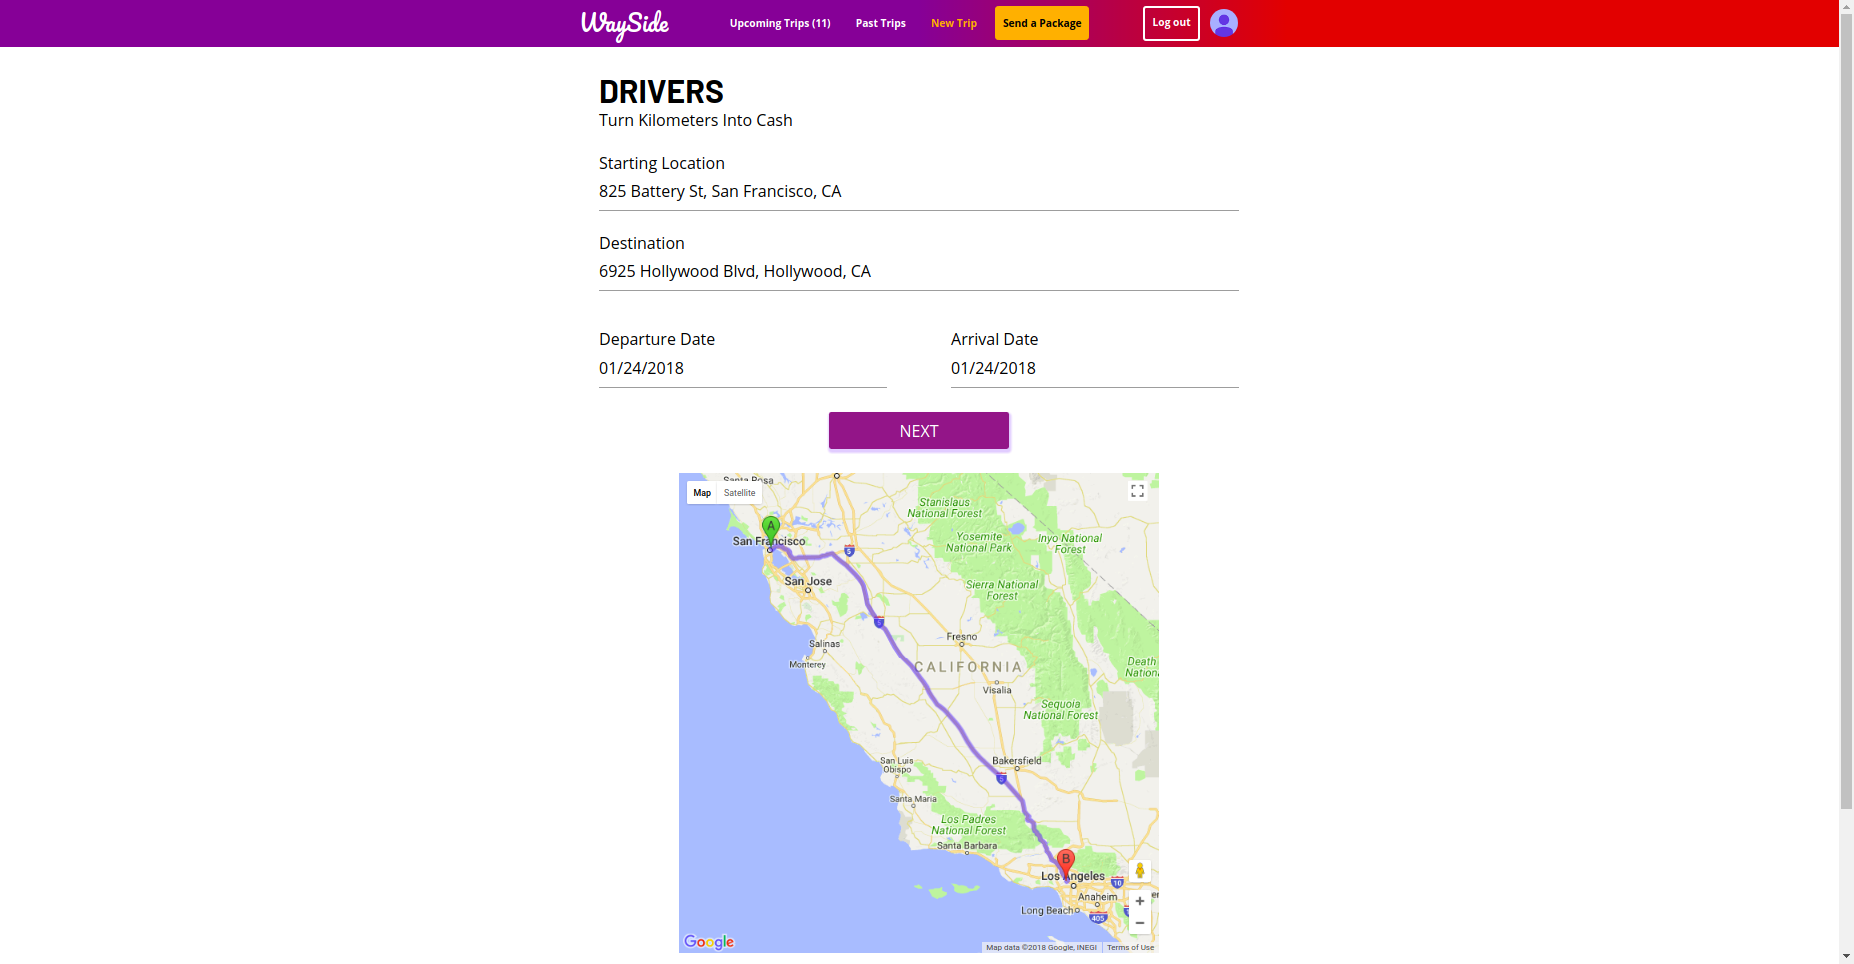 WaySide
Upcoming Trips (11)
Past Trips
New Trip
Send a Package
Log out
DRIVERS
Turn Kilometers Into Cash
Starting Location
825 Battery St, San Francisco, CA
Destination
6925 Hollywood Blvd, Hollywood, CA
Departure Date
01/24/2018
Arrival Date
01/24/2018
NEXT
Santa Rosa
Map
Satellite
Stanislaus
National Forest
A
San Francisco
Yosemite
National Park
Inyo National
Forest
5
San Jose
Sierra National
Forest
5
Fresno
Salinas
Monterey
CALIFORNIA
Death
Nation
Visalia
Sequoia
National Forest
San Luis
Obispo
Bakersfield
5
Santa Maria
Los Padres
National Forest
Santa Barbara
B
Los Angeles
10
Anaheim
Long Beach
405
+
−
Google
Map data ©2018 Google, INEGI
Terms of Use